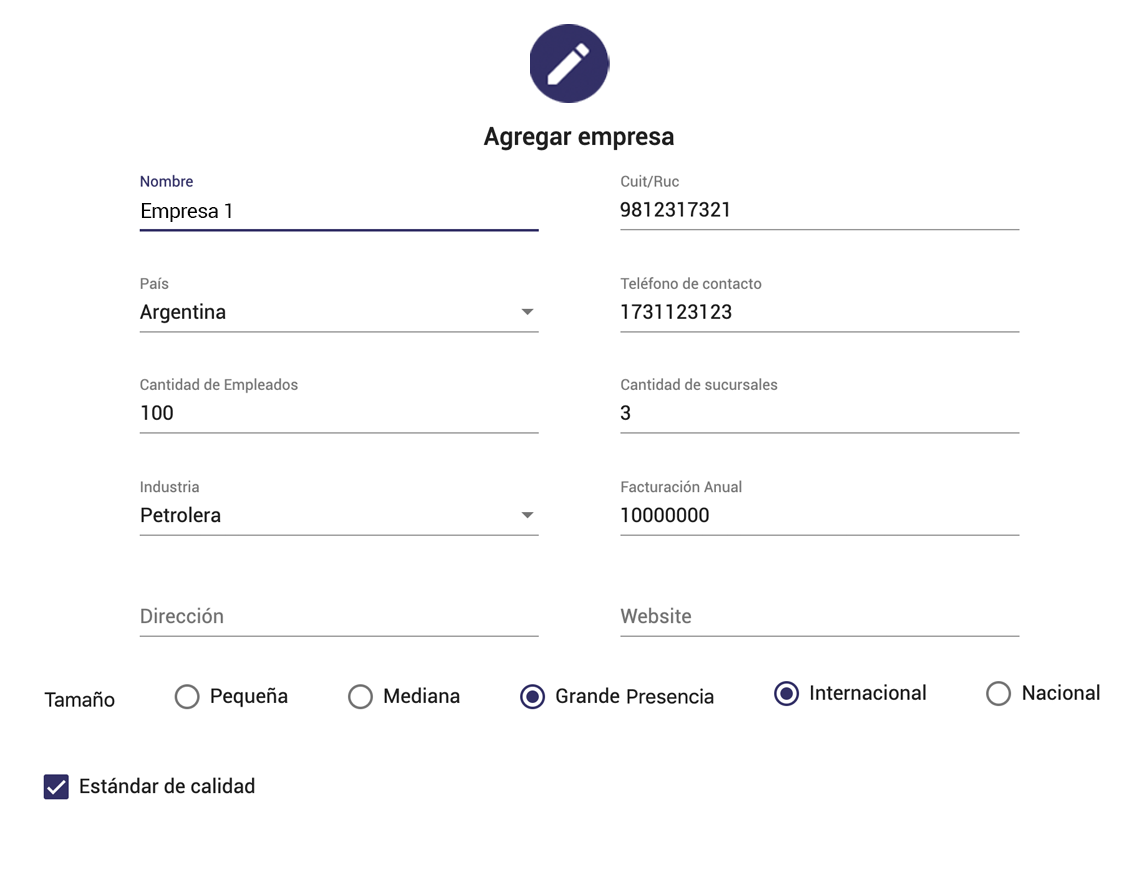 Agregar empresa
Nombre
Empresa 1
Cuit/Ruc
9812317321
País
Argentina
Teléfono de contacto
1731123123
Cantidad de Empleados
100
Cantidad de sucursales
3
Industria
Petrolera
Facturación Anual
10000000
Dirección
Website
Tamaño Pequeña Mediana Grande Presencia Internacional Nacional
Estándar de calidad